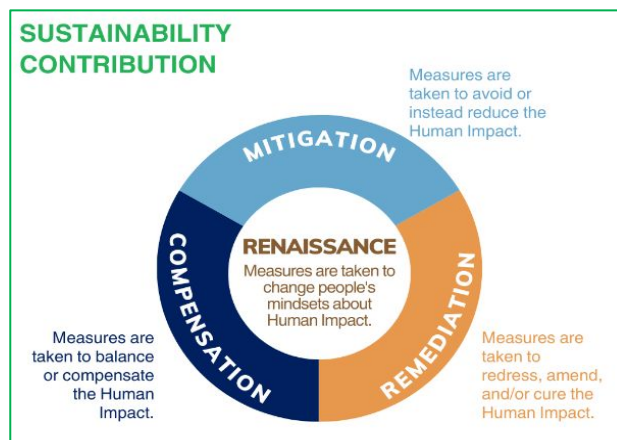 SUSTAINABILITY
CONTRIBUTION
Measures are
taken to avoid or
instead reduce the
Human Impact.
MITIGATION
RENAISSANCE
Measures are taken to
change people's
mindsets about
Human Impact.
COMPENSATION
REMEDIATION
Measures are
taken to balance
or compensate
the Human
Impact.
Measures are
taken to
redress, amend,
and/or cure the
Human Impact.